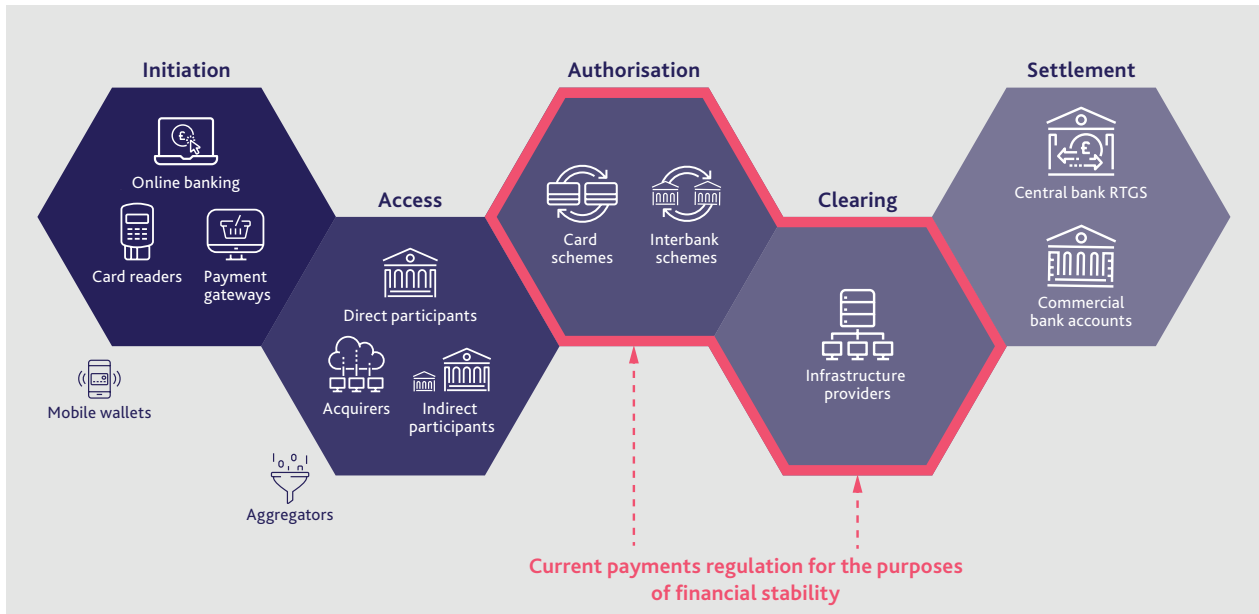 Initiation
Online banking
Card readers
Payment
gateways
Mobile wallets
Access
Direct participants
Acquirers
Indirect
participants
Aggregators
Authorisation
Card
schemes
Interbank
schemes
Clearing
Infrastructure
providers
Settlement
£
Central bank RTGS
Commercial
bank accounts
Current payments regulation for the purposes
of financial stability